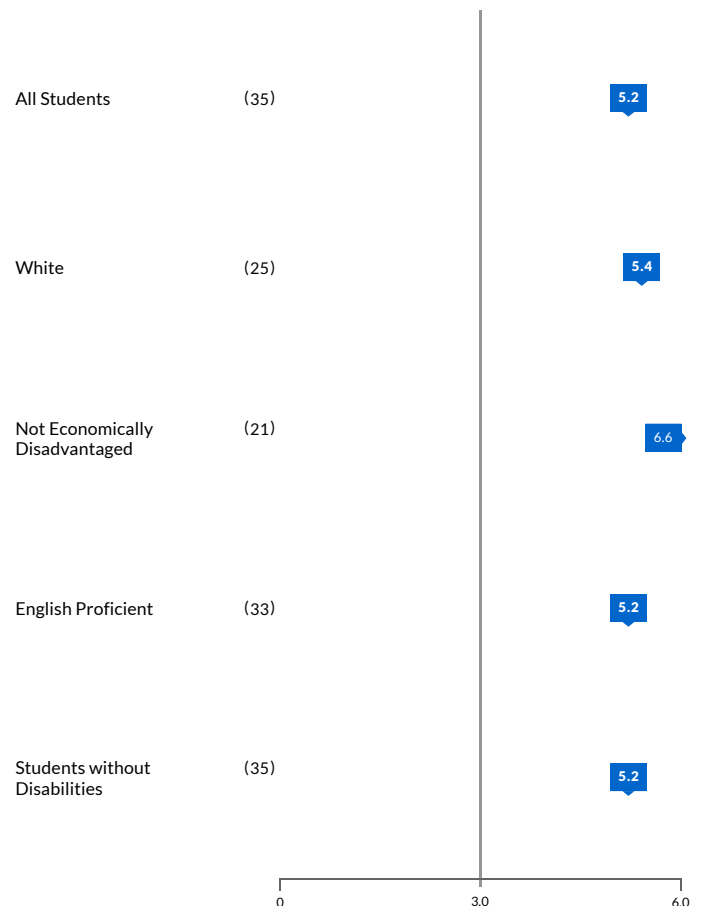 All Students (35) 5.2
White (25) 5.4
Not Economically (21) 6.6
Disadvantaged
English Proficient (33) 5.2
Students without (35) 5.2
Disabilities
0 3.0 6.0